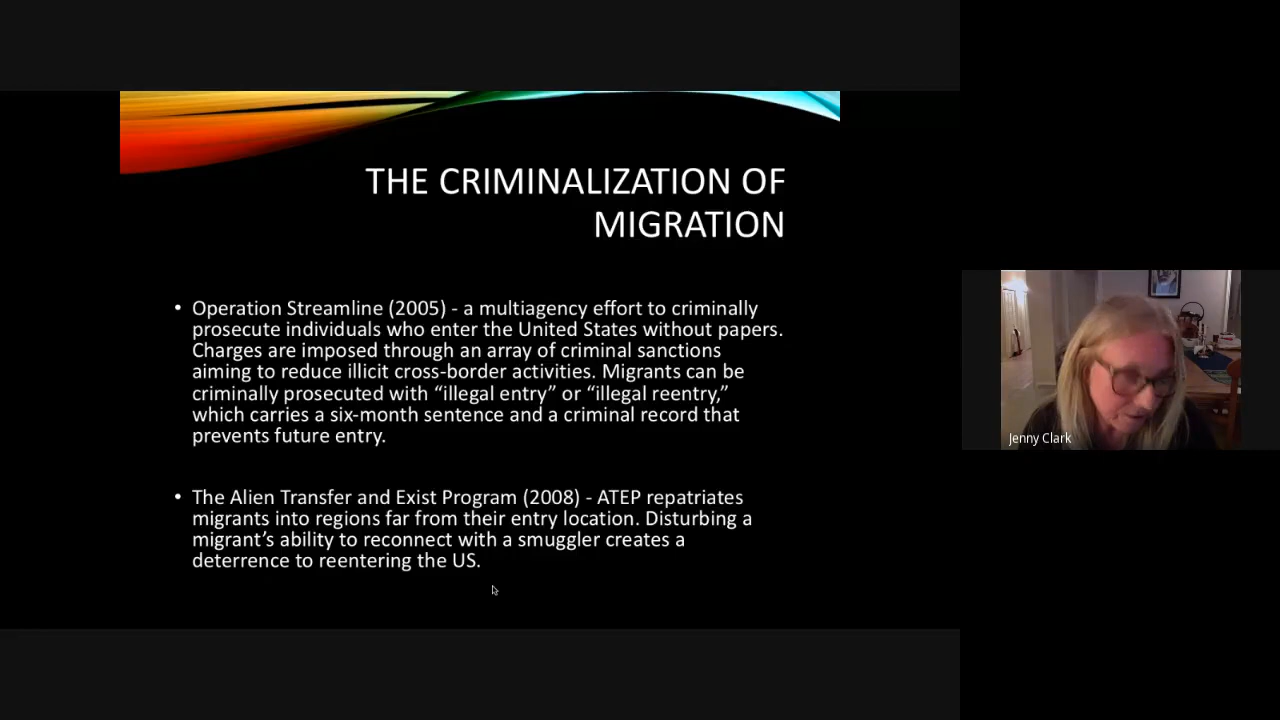 THE CRIMINALIZATION OF
MIGRATION
• Operation Streamline (2005) - a multiagency effort to criminally
prosecute individuals who enter the United States without papers.
Charges are imposed through an array of criminal sanctions
aiming to reduce illicit cross-border activities. Migrants can be
criminally prosecuted with “illegal entry” or “illegal reentry,”
which carries a six-month sentence and a criminal record that
prevents future entry.
• The Alien Transfer and Exist Program (2008) - ATEP repatriates
migrants into regions far from their entry location. Disturbing a
migrant’s ability to reconnect with a smuggler creates a
deterrence to reentering the US.
Jenny Clark